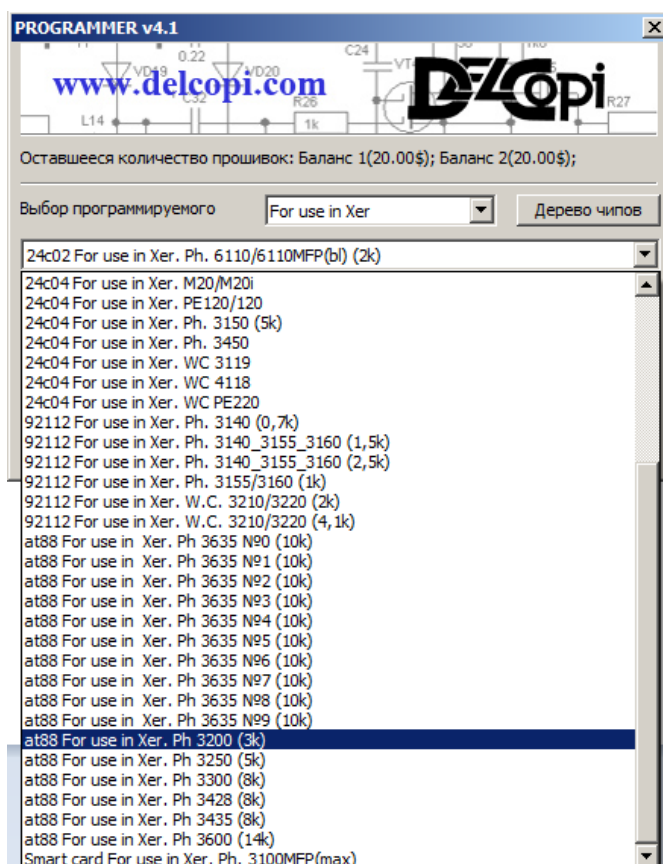 PROGRAMMER v4.1
0.22
C24
VD19
VD20
VT4
www.delcopi.com
DELCopi
C32
R26
R27
L14
1k
Оставшееся количество прошивок: Баланс 1(20.00$); Баланс 2(20.00$);
Выбор программируемого
For use in Xer
Дерево чипов
24c02 For use in Xer. Ph. 6110/6110MFP(bl) (2k)
24c04 For use in Xer. M20/M20i
24c04 For use in Xer. PE120/120
24c04 For use in Xer. Ph. 3150 (5k)
24c04 For use in Xer. Ph. 3450
24c04 For use in Xer. WC 3119
24c04 For use in Xer. WC 4118
24c04 For use in Xer. WC PE220
92112 For use in Xer. Ph. 3140 (0,7k)
92112 For use in Xer. Ph. 3140_3155_3160 (1,5k)
92112 For use in Xer. Ph. 3140_3155_3160 (2,5k)
92112 For use in Xer. Ph. 3155/3160 (1k)
92112 For use in Xer. W.C. 3210/3220 (2k)
92112 For use in Xer. W.C. 3210/3220 (4,1k)
at88 For use in  Xer. Ph 3635 №0 (10k)
at88 For use in  Xer. Ph 3635 №1 (10k)
at88 For use in  Xer. Ph 3635 №2 (10k)
at88 For use in  Xer. Ph 3635 №3 (10k)
at88 For use in  Xer. Ph 3635 №4 (10k)
at88 For use in  Xer. Ph 3635 №5 (10k)
at88 For use in  Xer. Ph 3635 №6 (10k)
at88 For use in  Xer. Ph 3635 №7 (10k)
at88 For use in  Xer. Ph 3635 №8 (10k)
at88 For use in  Xer. Ph 3635 №9 (10k)
at88 For use in Xer. Ph 3200 (3k)
at88 For use in Xer. Ph 3250 (5k)
at88 For use in Xer. Ph 3300 (8k)
at88 For use in Xer. Ph 3428 (8k)
at88 For use in Xer. Ph 3435 (8k)
at88 For use in Xer. Ph 3600 (14k)
Smart card For use in Xer. Ph. 3100MFP(max)